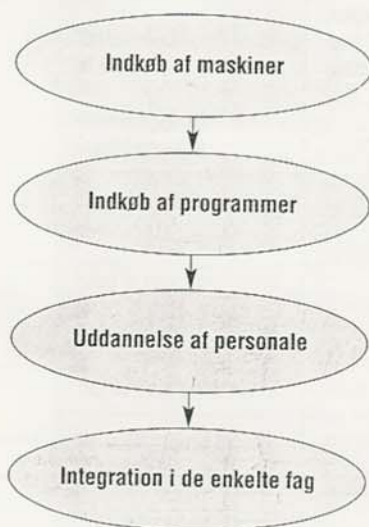 Indkøb af maskiner
Indkøb af programmer
Uddannelse af personale
Integration i de enkelte fag